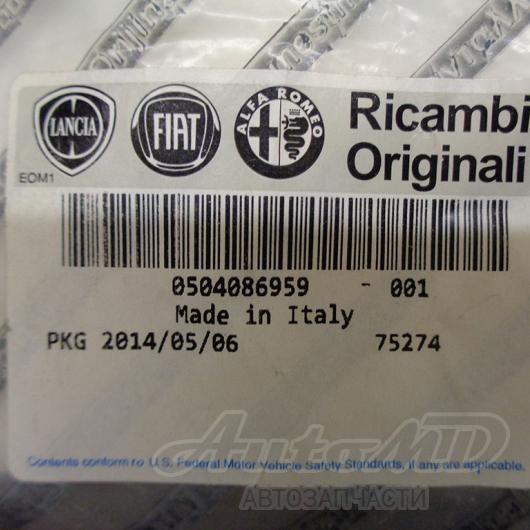 LANCIA
FIAT
ALFA ROMEO
Ricambi
Originali
EOM1
0504086959 - 001
Made in Italy
PKG 2014/05/06 75274
Contents conform to U.S. Federal Motor Vehicle Safety Standards, if any are applicable.
AutoMD
АВТОЗАПЧАСТИ